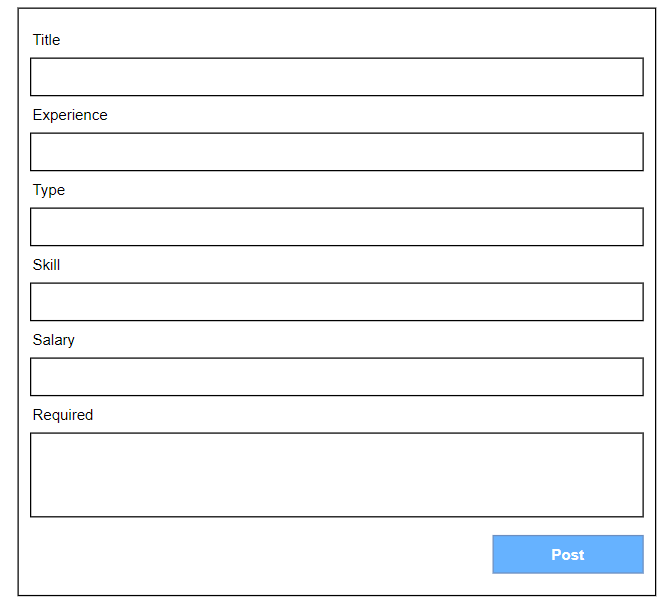 Title
Experience
Type
Skill
Salary
Required
Post